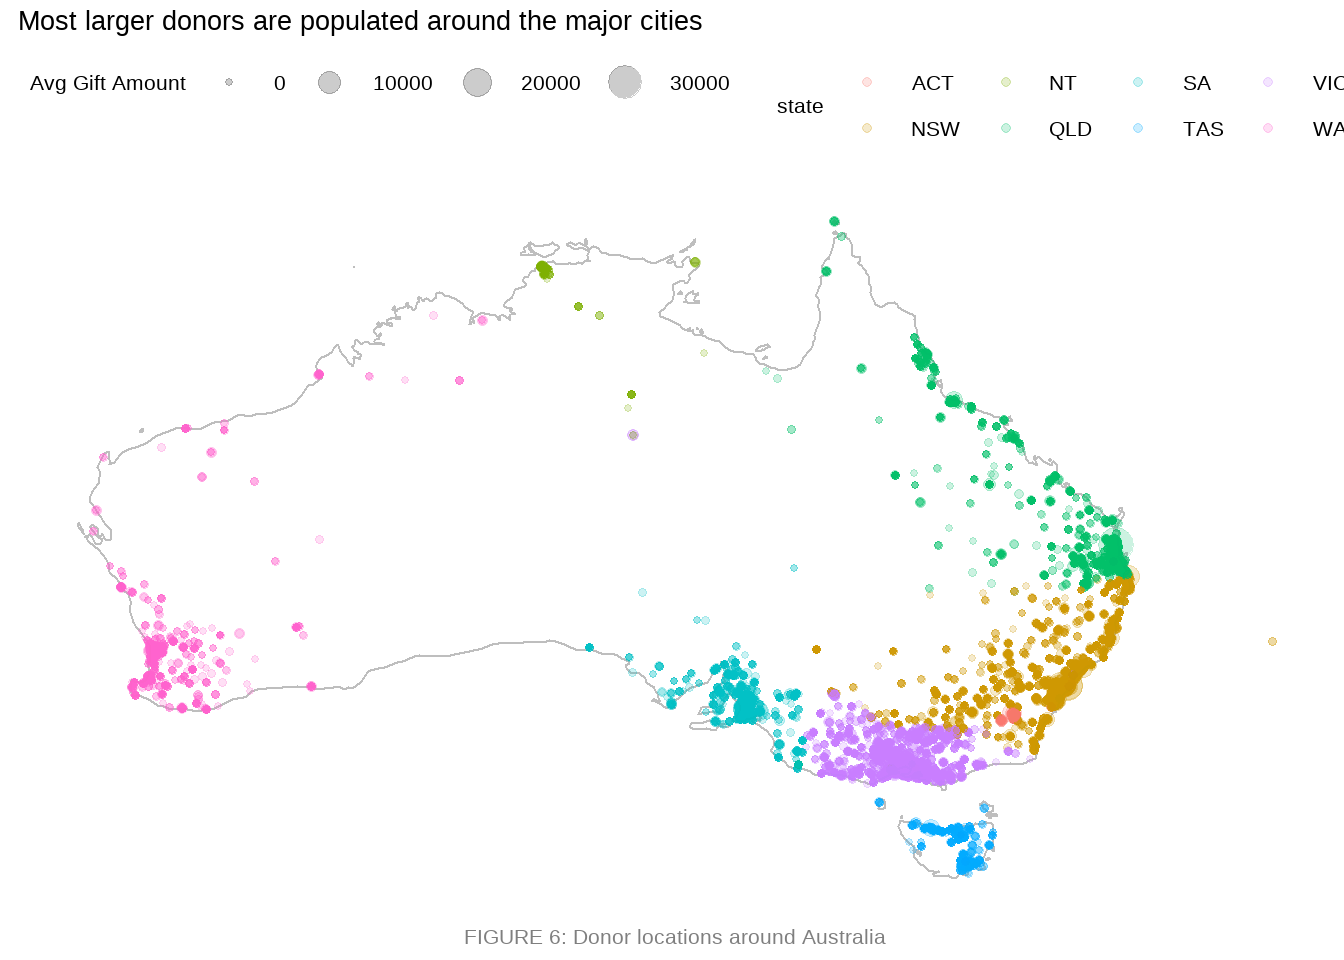 Most larger donors are populated around the major cities
Avg Gift Amount 0 10000 20000 30000
state
ACT NT SA VIC
NSW QLD TAS WA
FIGURE 6: Donor locations around Australia